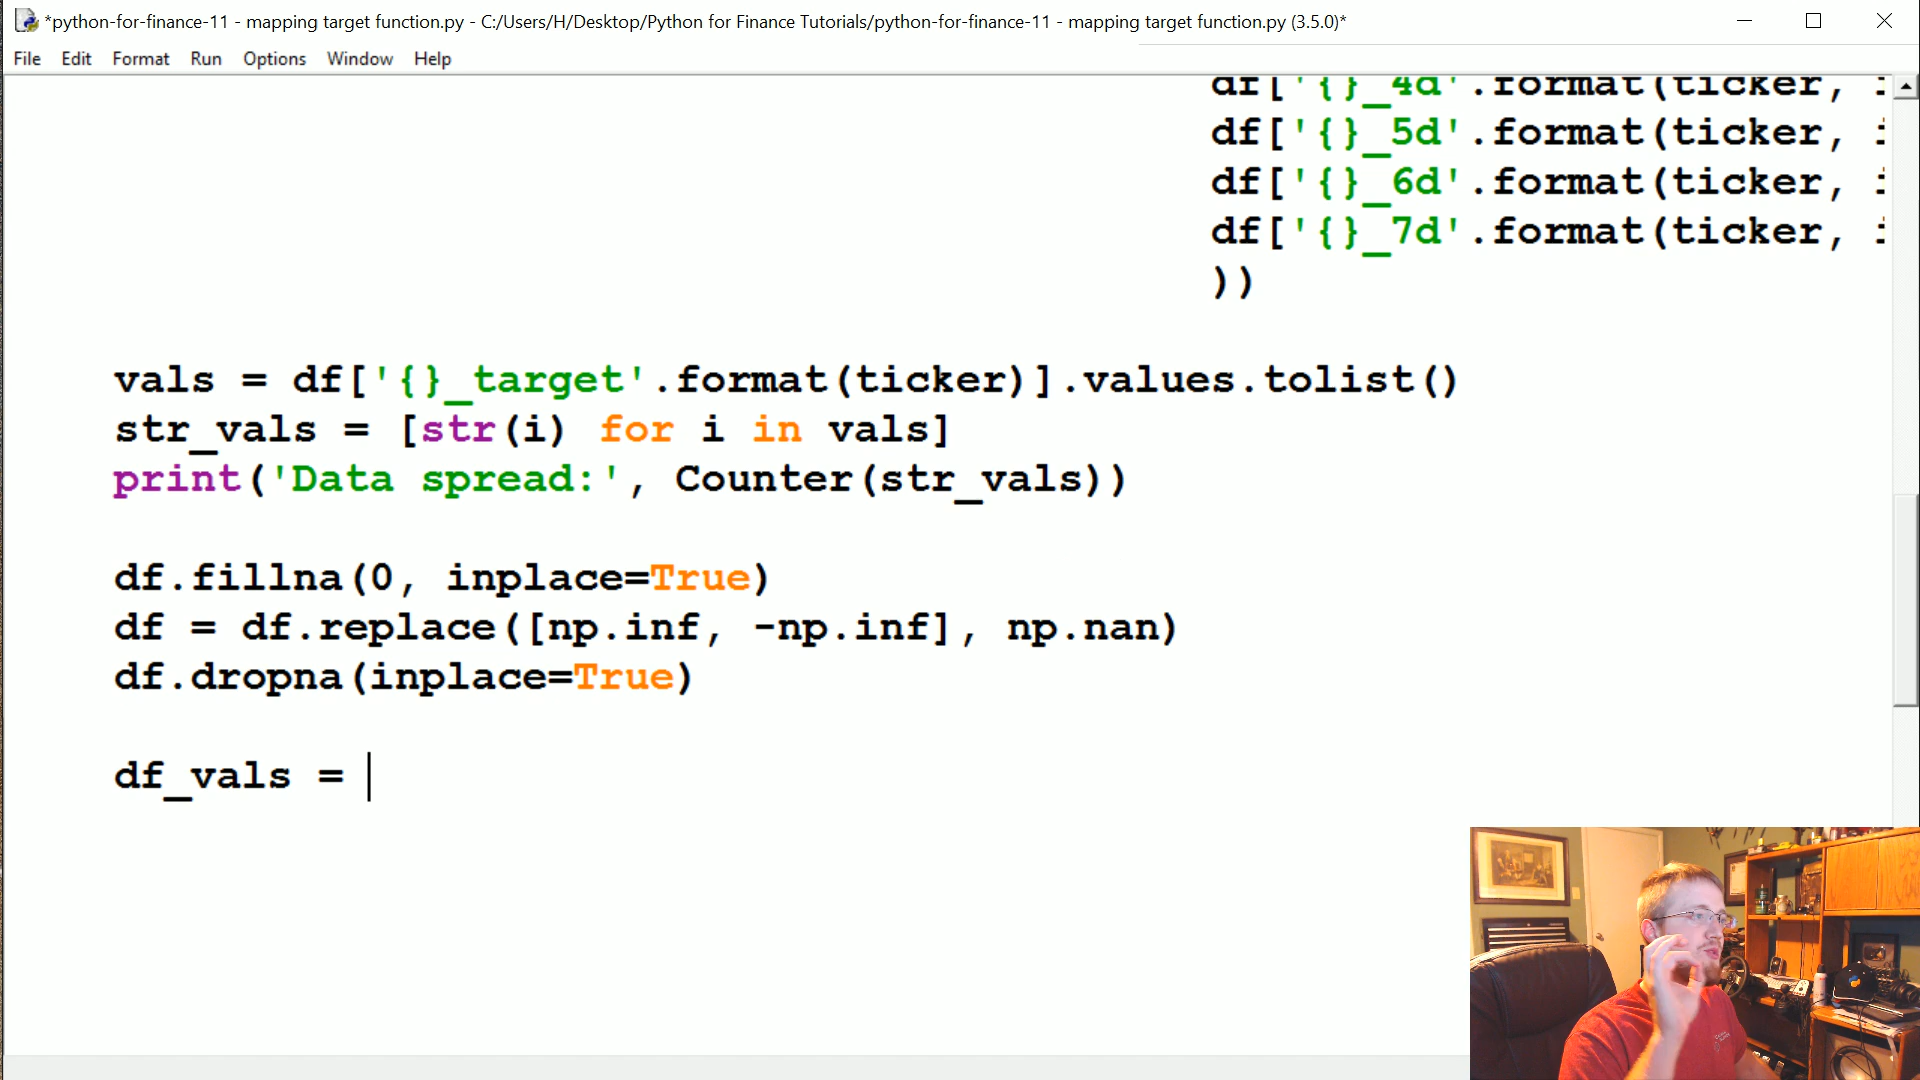 *python-for-finance-11 - mapping target function.py - C:/Users/H/Desktop/Python for Finance Tutorials/python-for-finance-11 - mapping target function.py (3.5.0)*
File Edit Format Run Options Window Help
df['{}_4d'.format(ticker,
df['{}_5d'.format(ticker,
df['{}_6d'.format(ticker,
df['{}_7d'.format(ticker,
))
vals = df['{}_target'.format(ticker)].values.tolist()
str_vals = [str(i) for i in vals]
print('Data spread:', Counter(str_vals))
df.fillna(0, inplace=True)
df = df.replace([np.inf, -np.inf], np.nan)
df.dropna(inplace=True)
df_vals =